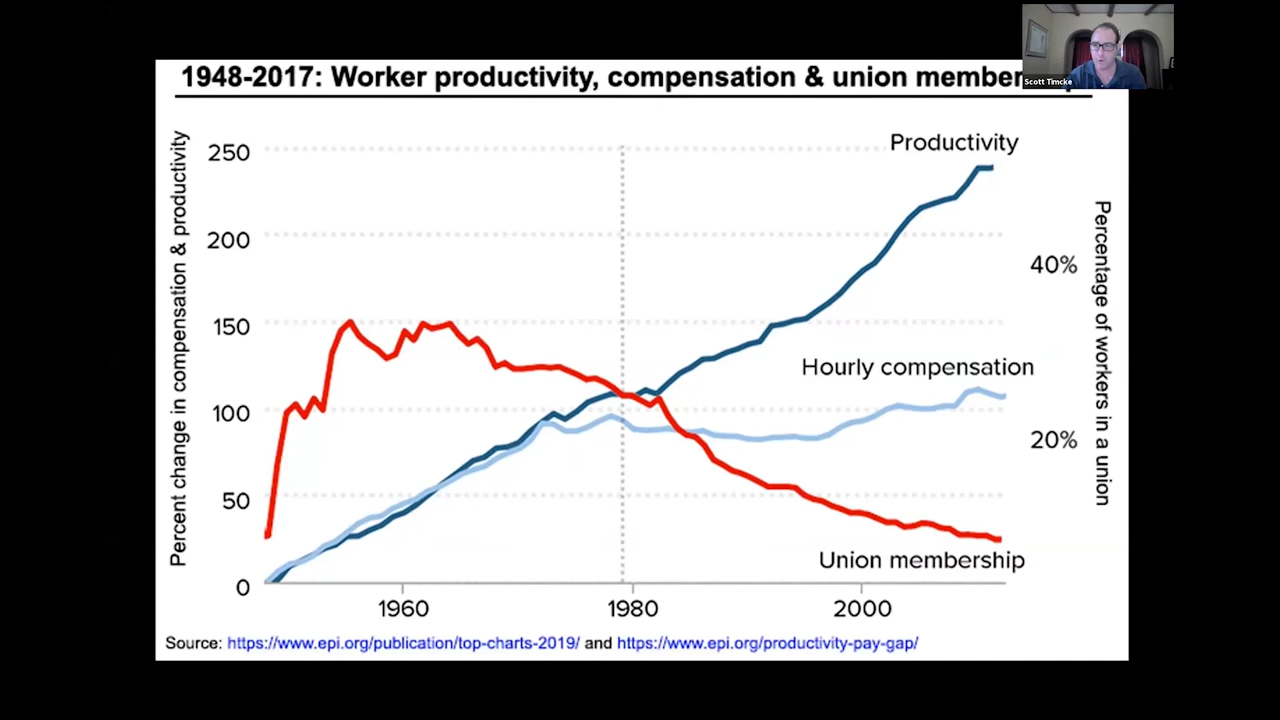 1948-2017: Worker productivity, compensation & union member
Scott Timcke
Percent change in compensation & productivity
250
200
150
100
50
0
1960
1980
2000
Productivity
Hourly compensation
Union membership
40%
20%
Percentage of workers in a union
Source: https://www.epi.org/publication/top-charts-2019/ and https://www.epi.org/productivity-pay-gap/